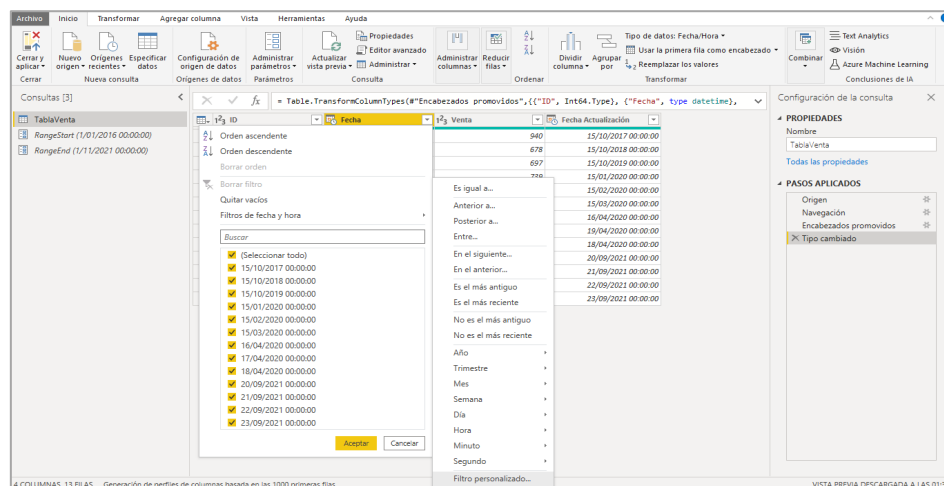 Archivo Inicio Transformar Agregar columna Vista Herramientas Ayuda
Cerrar y aplicar
Nuevo origen
Orígenes recientes
Especificar datos
Configuración de origen de datos
Administrar parámetros
Actualizar vista previa
Propiedades
Editor avanzado
Administrar
Administrar columnas
Reducir filas
Dividir columna
Agrupar por
Tipo de datos: Fecha/Hora
Usar la primera fila como encabezado
Reemplazar los valores
Combinar
Text Analytics
Visión
Azure Machine Learning
Cerrar Nueva consulta Orígenes de datos Parámetros Consulta Ordenar Transformar Conclusiones de IA
Consultas [3]
TablaVenta
RangeStart (1/01/2016 00:00:00)
RangeEnd (1/11/2021 00:00:00)
= Table.TransformColumnTypes(#"Encabezados promovidos",{{"ID", Int64.Type}, {"Fecha", type datetime},
ID Fecha Venta Fecha Actualización
Orden ascendente
Orden descendente
Borrar orden
Borrar filtro
Quitar vacíos
Filtros de fecha y hora
Buscar
(Seleccionar todo)
15/10/2017 00:00:00
15/10/2018 00:00:00
15/10/2019 00:00:00
15/01/2020 00:00:00
15/02/2020 00:00:00
15/03/2020 00:00:00
16/04/2020 00:00:00
17/04/2020 00:00:00
18/04/2020 00:00:00
20/09/2021 00:00:00
21/09/2021 00:00:00
22/09/2021 00:00:00
23/09/2021 00:00:00
Aceptar Cancelar
940 15/10/2017 00:00:00
678 15/10/2018 00:00:00
697 15/10/2019 00:00:00
15/01/2020 00:00:00
15/02/2020 00:00:00
15/03/2020 00:00:00
16/04/2020 00:00:00
19/04/2020 00:00:00
18/04/2020 00:00:00
20/09/2021 00:00:00
21/09/2021 00:00:00
22/09/2021 00:00:00
23/09/2021 00:00:00
Es igual a...
Anterior a...
Posterior a...
Entre...
En el siguiente...
En el anterior...
Es el más antiguo
Es el más reciente
No es el más antiguo
No es el más reciente
Año
Trimestre
Mes
Semana
Día
Hora
Minuto
Segundo
Filtro personalizado...
Configuración de la consulta
PROPIEDADES
Nombre
TablaVenta
Todas las propiedades
PASOS APLICADOS
Origen
Navegación
Encabezados promovidos
Tipo cambiado
4 COLUMNAS, 13 FILAS Generación de perfiles de columnas basada en las 1000 primeras filas
VISTA PREVIA DESCARGADA A LAS